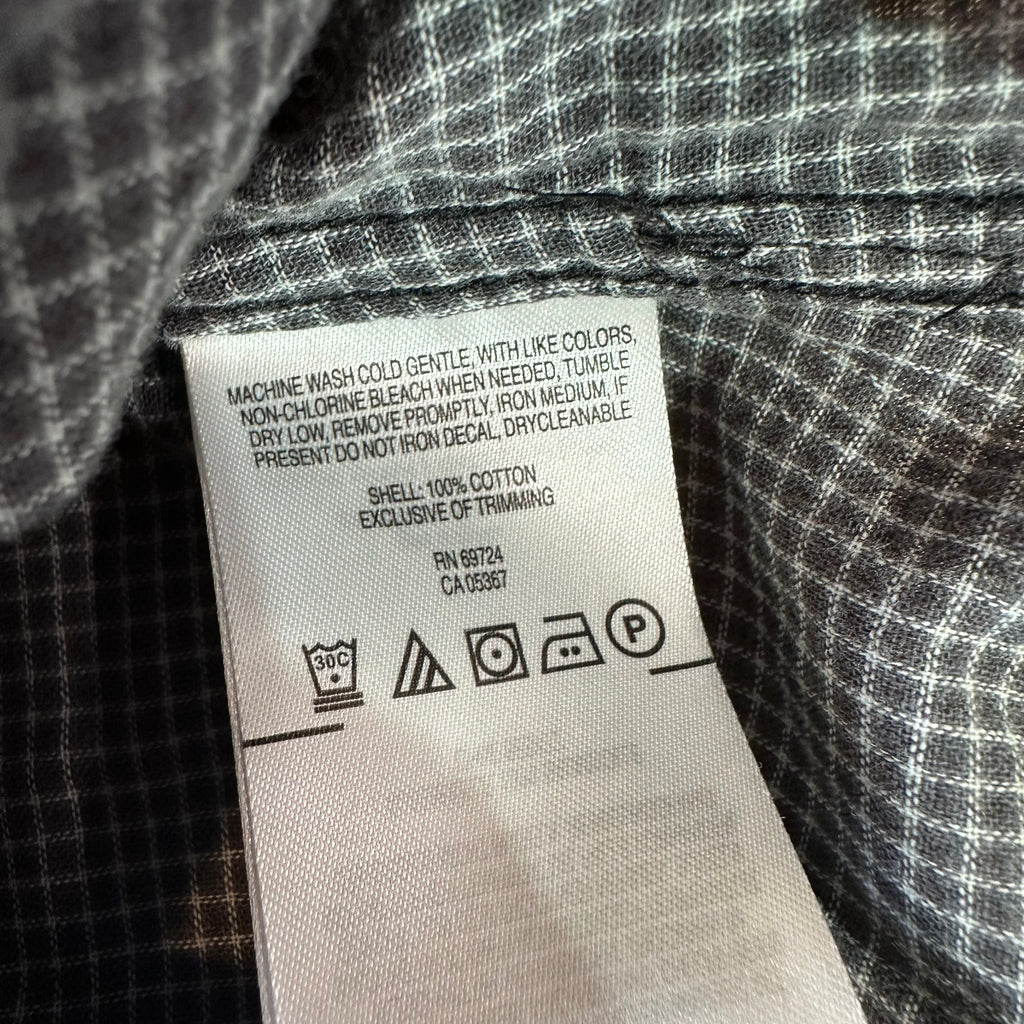 MACHINE WASH COLD GENTLE, WITH LIKE COLORS,
NON-CHLORINE BLEACH WHEN NEEDED, TUMBLE
DRY LOW, REMOVE PROMPTLY, IRON MEDIUM, IF
PRESENT DO NOT IRON DECAL, DRYCLEANABLE
SHELL: 100% COTTON
EXCLUSIVE OF TRIMMING
RN 69724
CA 05367
30C
P